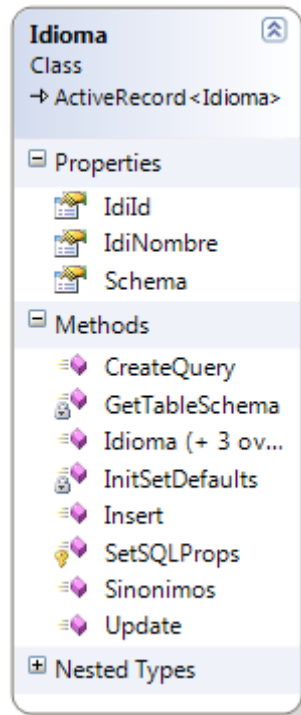 Idioma
Class
ActiveRecord<Idioma>
Properties
IdiId
IdiNombre
Schema
Methods
CreateQuery
GetTableSchema
Idioma (+ 3 ov...
InitSetDefaults
Insert
SetSQLProps
Sinonimos
Update
Nested Types